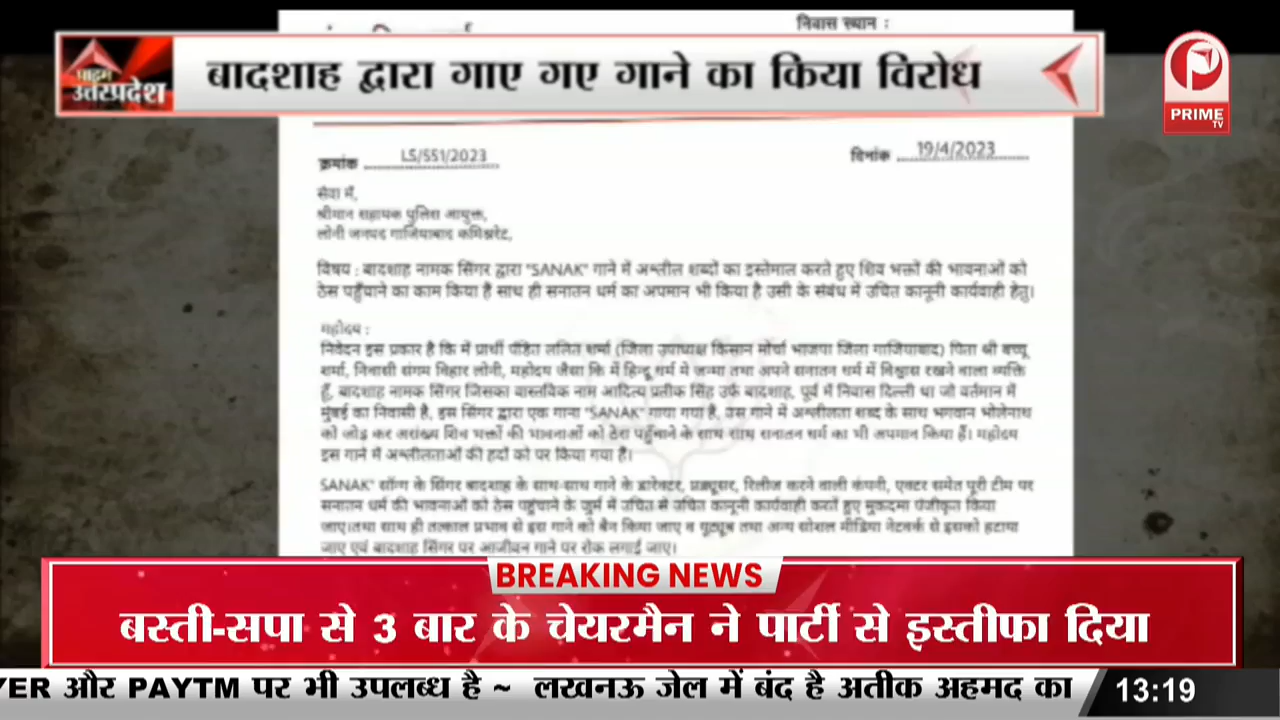 निवास स्थान :
प्राइम
उत्तरप्रदेश
बादशाह द्वारा गाए गए गाने का किया विरोध
PRIME
TV
क्रमांक LS/551/2023
दिनांक 19/4/2023
सेवा में,
श्रीमान सहायक पुलिस आयुक्त,
लोनी जनपद गाजियाबाद कमिश्नरेट,
विषय : बादशाह नामक सिंगर द्वारा "SANAK" गाने में अश्लील शब्दों का इस्तेमाल करते हुए शिव भक्तों की भावनाओं को
ठेस पहुँचाने का काम किया है साथ ही सनातन धर्म का अपमान भी किया है उसी के संबंध में उचित कानूनी कार्यवाही हेतु।
महोदय :
निवेदन इस प्रकार है कि में प्रार्थी पंडित ललित शर्मा (जिला उपाध्यक्ष किसान मोर्चा भाजपा जिला गाजियाबाद) पिता श्री बच्चू
शर्मा, निवासी संगम विहार लोनी, महोदय जैसा कि में हिन्दू धर्म मे जन्मा तथा अपने सनातन धर्म में विश्वास रखने वाला व्यक्ति
हूँ, बादशाह नामक सिंगर जिसका वास्तविक नाम आदित्य प्रतीक सिंह उर्फ बादशाह, पूर्व में निवास दिल्ली था जो वर्तमान में
मुंबई का निवासी है, इस सिंगर द्वारा एक गाना "SANAK" गाया गया है, उस गाने में अश्लीलता शब्द के साथ भगवान भोलेनाथ
को जोड़ कर असंख्य शिव भक्तों की भावनाओं को ठेस पहुँचाने के साथ साथ सनातन धर्म का भी अपमान किया हैं। महोदय
इस गाने में अश्लीलताओं की हदों को पर किया गया हैं।
SANAK" सॉन्ग के सिंगर बादशाह के साथ-साथ गाने के डारेक्टर, प्रड्यूसर, रिलीज करने वाली कंपनी, एक्टर समेत पूरी टीम पर
सनातन धर्म की भावनाओं को ठेस पहुंचाने के जुर्म में उचित से उचित कानूनी कार्यवाही करते हुए मुकदमा पंजीकृत किया
जाए।तथा साथ ही तत्काल प्रभाव से इस गाने को बैन किया जाए व यूट्यूब तथा अन्य सोशल मीडिया नेटवर्क से इसको हटाया
जाए एवं बादशाह सिंगर पर आजीवन गाने पर रोक लगाई जाए।
BREAKING NEWS
बस्ती-सपा से 3 बार के चेयरमैन ने पार्टी से इस्तीफा दिया
YER और PAYTM पर भी उपलब्ध है ~ लखनऊ जेल में बंद है अतीक अहमद का
13:19